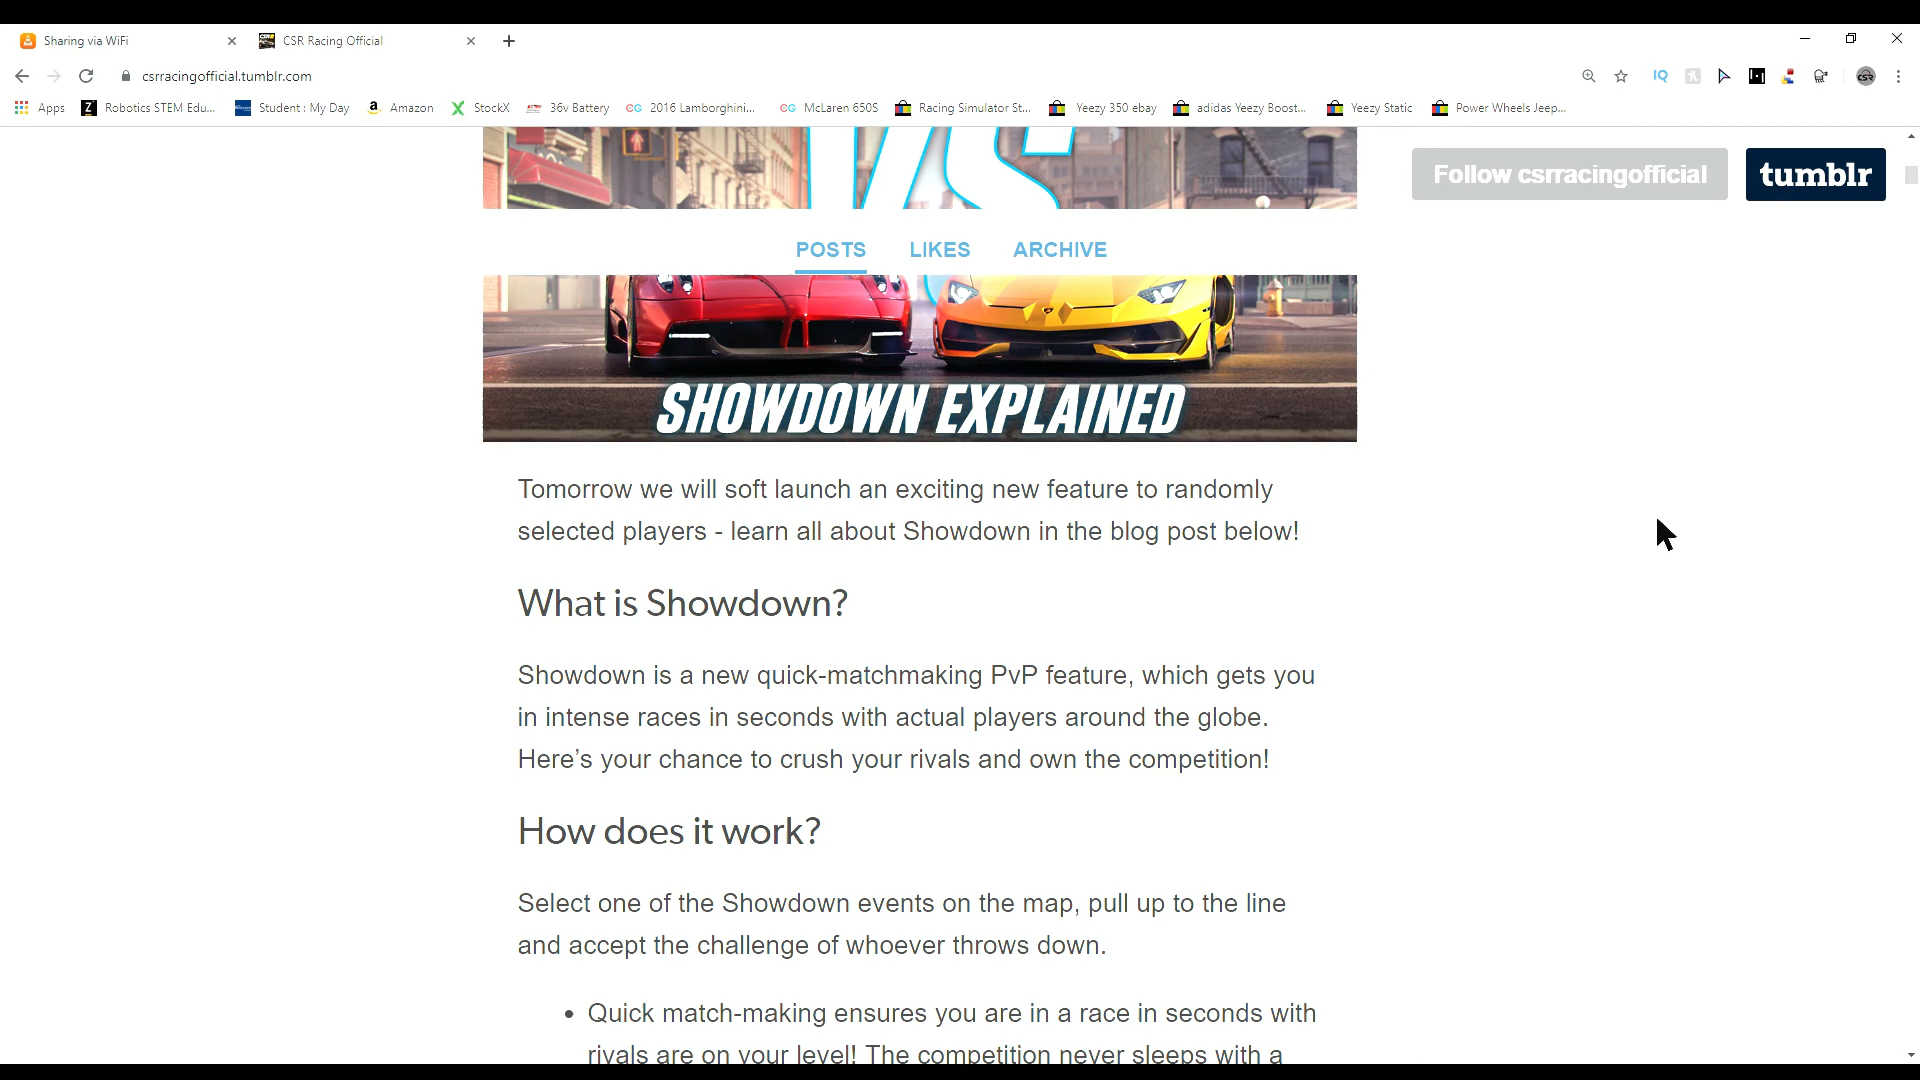 Sharing via WiFi
CSR Racing Official
csrracingofficial.tumblr.com
Apps
Robotics STEM Edu...
Student : My Day
Amazon
StockX
36v Battery
2016 Lamborghini...
McLaren 650S
Racing Simulator St...
Yeezy 350 ebay
adidas Yeezy Boost...
Yeezy Static
Power Wheels Jeep...
VS
Follow csrracingofficial
tumblr
POSTS
LIKES
ARCHIVE
SHOWDOWN EXPLAINED
Tomorrow we will soft launch an exciting new feature to randomly
selected players - learn all about Showdown in the blog post below!
What is Showdown?
Showdown is a new quick-matchmaking PvP feature, which gets you
in intense races in seconds with actual players around the globe.
Here’s your chance to crush your rivals and own the competition!
How does it work?
Select one of the Showdown events on the map, pull up to the line
and accept the challenge of whoever throws down.
• Quick match-making ensures you are in a race in seconds with
rivals are on your level! The competition never sleeps with a